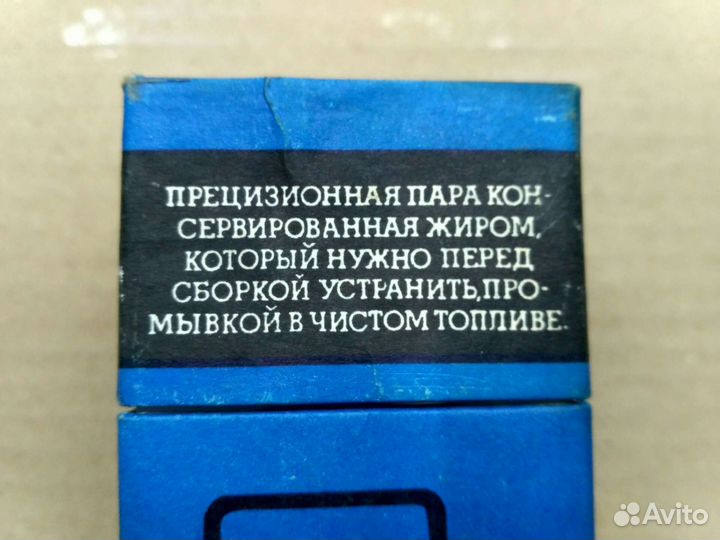 ПРЕЦИЗИОННАЯ ПАРА КОН-
СЕРВИРОВАННАЯ ЖИРОМ,
КОТОРЫЙ НУЖНО ПЕРЕД
СБОРКОЙ УСТРАНИТЬ,ПРО-
МЫВКОЙ В ЧИСТОМ ТОПЛИВЕ.
Avito